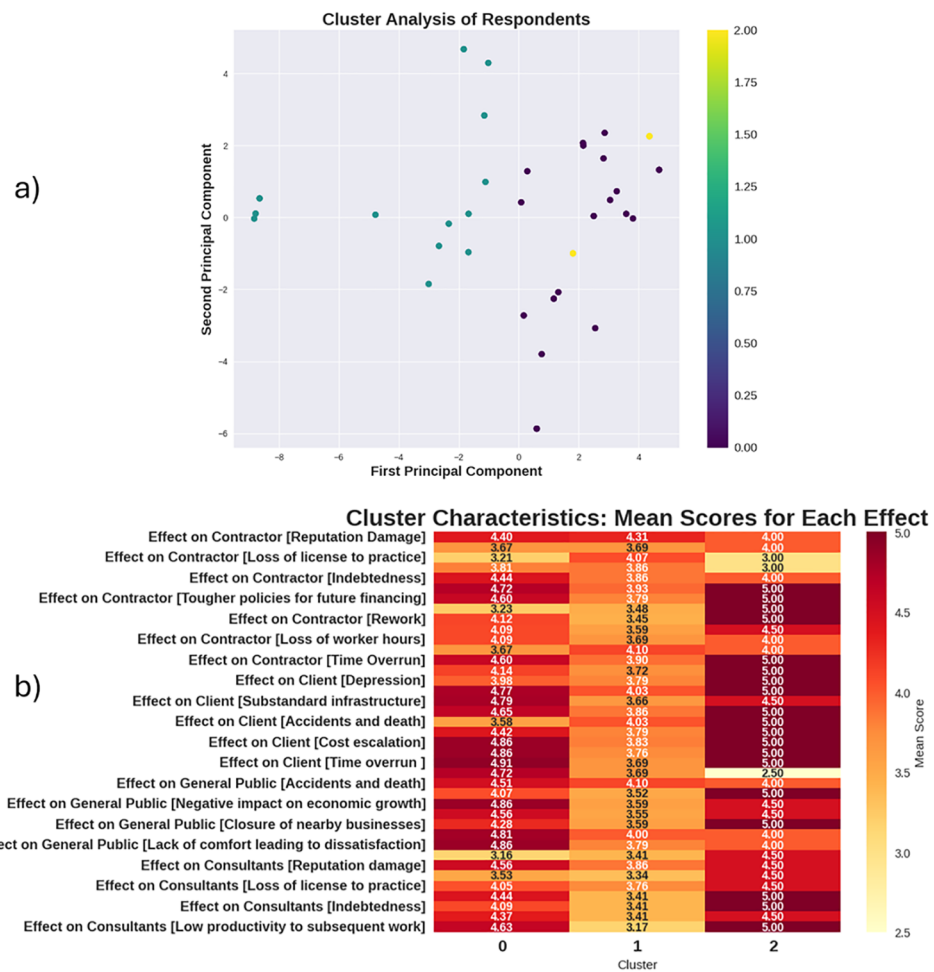 Cluster Analysis of Respondents
a)
Second Principal Component
4
2
0
−2
−4
−6
−8 −6 −4 −2 0 2 4
First Principal Component
2.00
1.75
1.50
1.25
1.00
0.75
0.50
0.25
0.00
b)
Cluster Characteristics: Mean Scores for Each Effect
Effect on Contractor [Reputation Damage] 4.40 4.31 4.00
3.67 3.69 4.00
Effect on Contractor [Loss of license to practice] 3.21 4.07 3.00
3.81 3.86 3.00
Effect on Contractor [Indebtedness] 4.44 3.86 4.00
4.72 3.93 5.00
Effect on Contractor [Tougher policies for future financing] 4.60 3.79 5.00
3.23 3.48 5.00
Effect on Contractor [Rework] 4.12 3.45 5.00
4.09 3.59 4.50
Effect on Contractor [Loss of worker hours] 4.09 3.69 4.00
3.67 4.10 4.00
Effect on Contractor [Time Overrun ] 4.60 3.90 5.00
4.14 3.72 5.00
Effect on Client [Depression] 3.98 3.79 5.00
4.77 4.03 5.00
Effect on Client [Substandard infrastructure] 4.79 3.66 4.50
4.65 3.86 5.00
Effect on Client [Accidents and death] 3.58 4.03 5.00
4.42 3.79 5.00
Effect on Client [Cost escalation] 4.86 3.83 5.00
4.86 3.76 5.00
Effect on Client [Time overrun ] 4.91 3.69 5.00
4.72 3.69 2.50
Effect on General Public [Accidents and death] 4.51 4.10 4.00
4.07 3.52 5.00
Effect on General Public [Negative impact on economic growth] 4.86 3.59 4.50
4.56 3.55 4.50
Effect on General Public [Closure of nearby businesses] 4.28 3.59 5.00
4.81 4.00 4.00
ect on General Public [Lack of comfort leading to dissatisfaction] 4.86 3.79 4.00
3.16 3.41 4.50
Effect on Consultants [Reputation damage] 4.56 3.86 4.50
3.53 3.34 4.50
Effect on Consultants [Loss of license to practice] 4.05 3.76 4.50
4.44 3.41 5.00
Effect on Consultants [Indebtedness] 4.09 3.41 5.00
4.37 3.41 4.50
Effect on Consultants [Low productivity to subsequent work] 4.63 3.17 5.00
0 1 2
Cluster
5.0
4.5
4.0
3.5
3.0
2.5
Mean Score